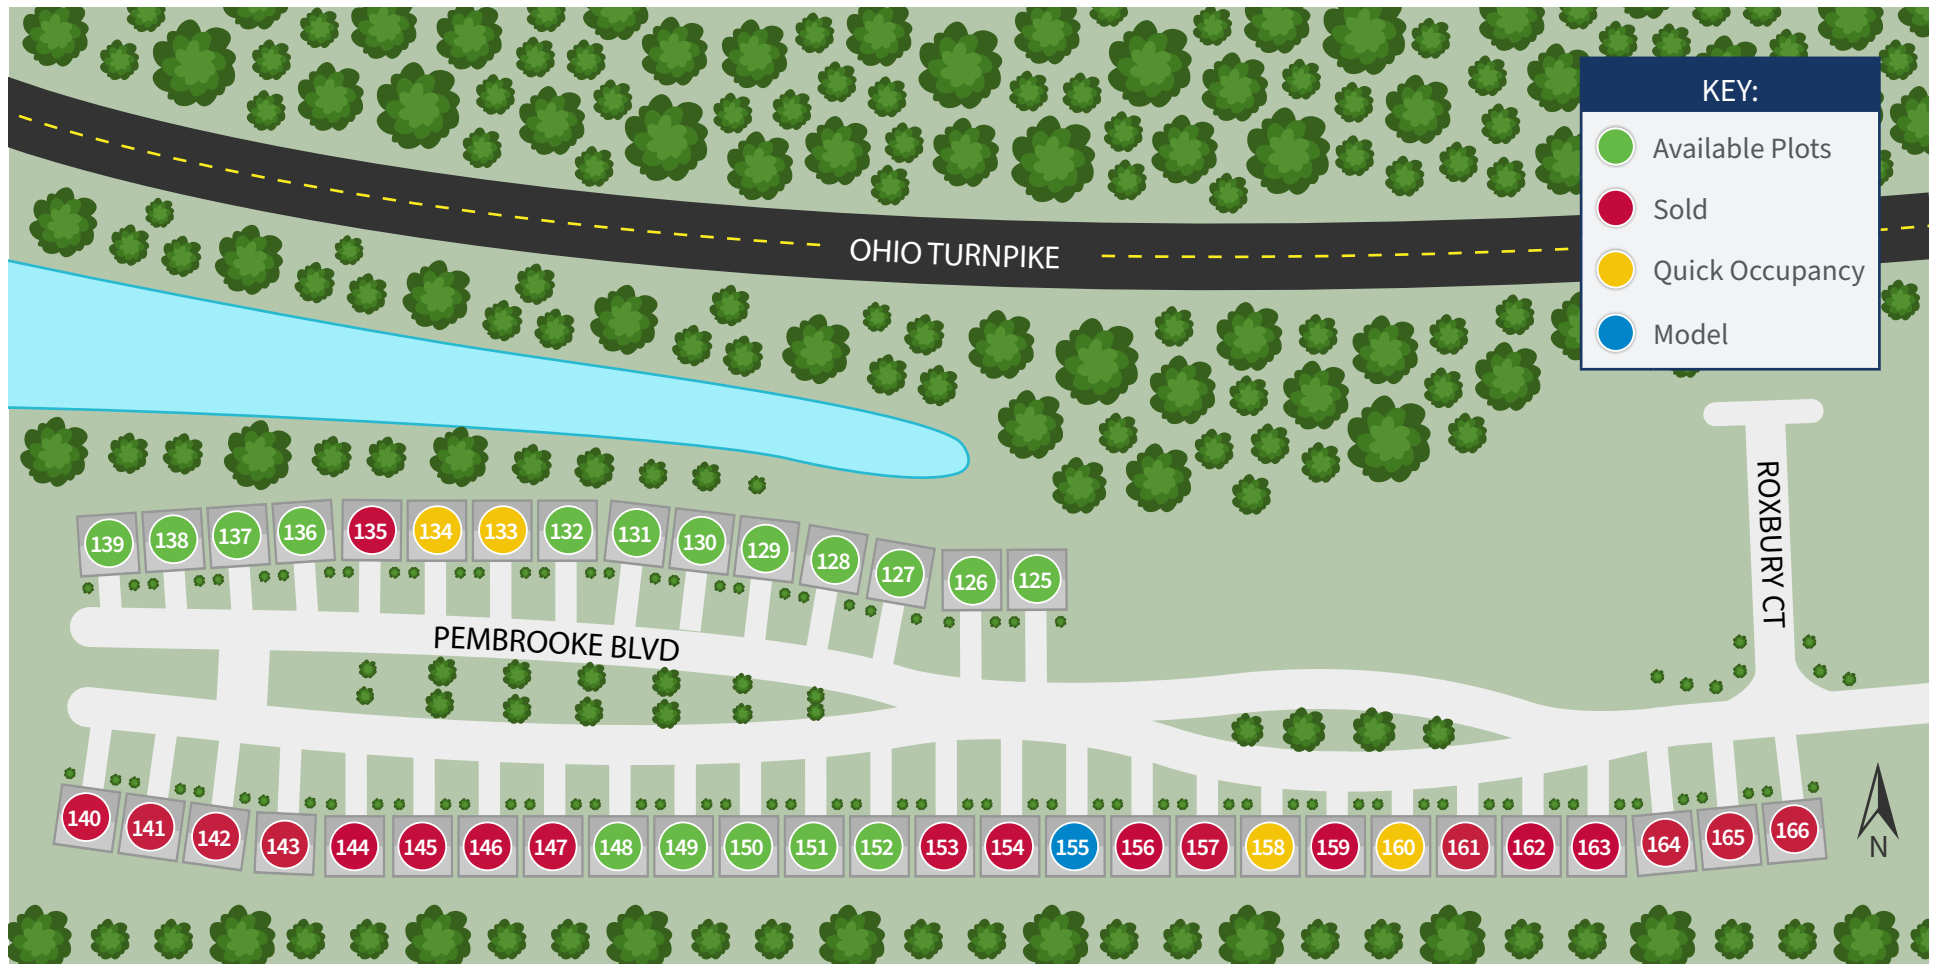 KEY:
Available Plots
Sold
Quick Occupancy
Model
OHIO TURNPIKE
ROXBURY CT
139 138 137 136 135 134 133 132 131 130 129 128 127 126 125
PEMBROOKE BLVD
140 141 142 143 144 145 146 147 148 149 150 151 152 153 154 155 156 157 158 159 160 161 162 163 164 165 166
N